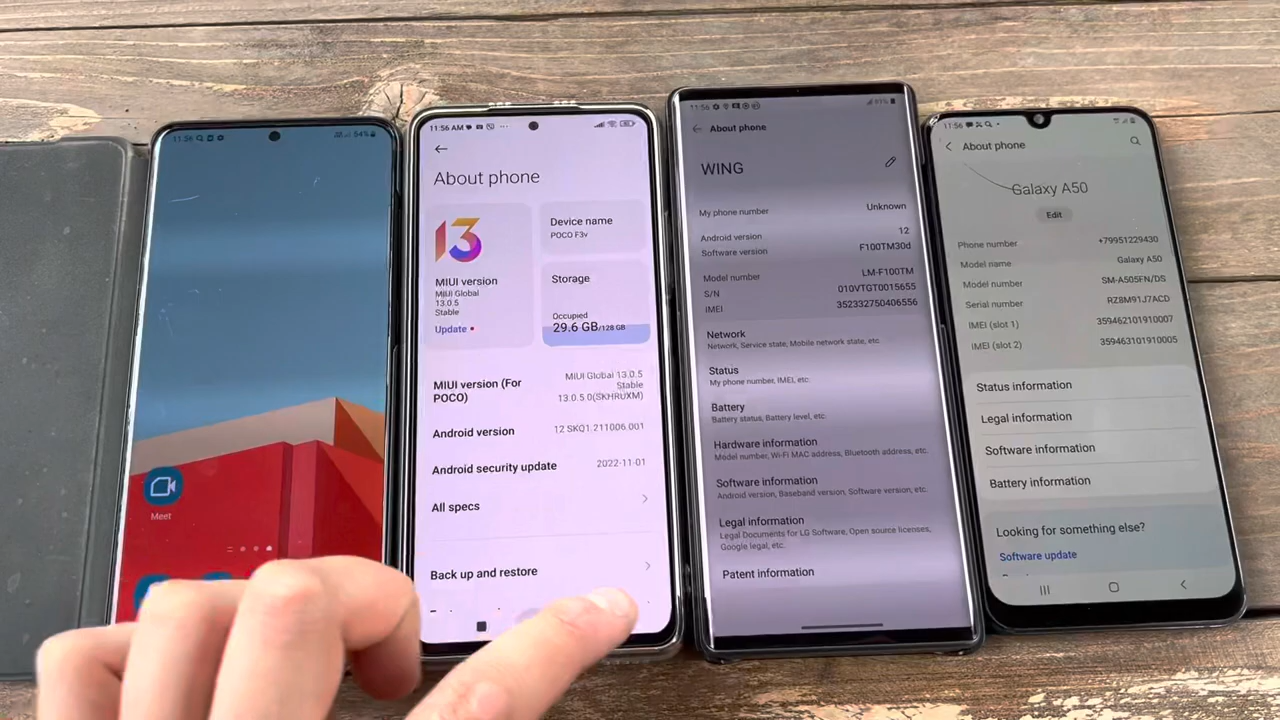 11:56
54%
Meet
11:56 AM
About phone
13
MIUI version
MIUI Global
13.0.5
Stable
Update
Device name
POCO F3v
Storage
Occupied
29.6 GB/128 GB
MIUI version (For
POCO)
MIUI Global 13.0.5
Stable
13.0.5.0(SKHRUXM)
Android version
12 SKQ1.211006.001
Android security update
2022-11-01
All specs
Back up and restore
11:56
About phone
WING
My phone number
Unknown
Android version
12
Software version
F100TM30d
Model number
LM-F100TM
S/N
010VTGT0015655
IMEI
352332750406556
Network
Network, Service state, Mobile network state, etc.
Status
My phone number, IMEI, etc.
Battery
Battery status, Battery level, etc.
Hardware information
Model number, Wi-Fi MAC address, Bluetooth address, etc.
Software information
Android version, Baseband version, Software version, etc.
Legal information
Legal Documents for LG Software, Open source licenses,
Google legal, etc.
Patent information
11:56
About phone
Galaxy A50
Edit
Phone number
+79951229430
Model name
Galaxy A50
Model number
SM-A505FN/DS
Serial number
RZ8M91J7ACD
IMEI (slot 1)
359462101910007
IMEI (slot 2)
359463101910005
Status information
Legal information
Software information
Battery information
Looking for something else?
Software update